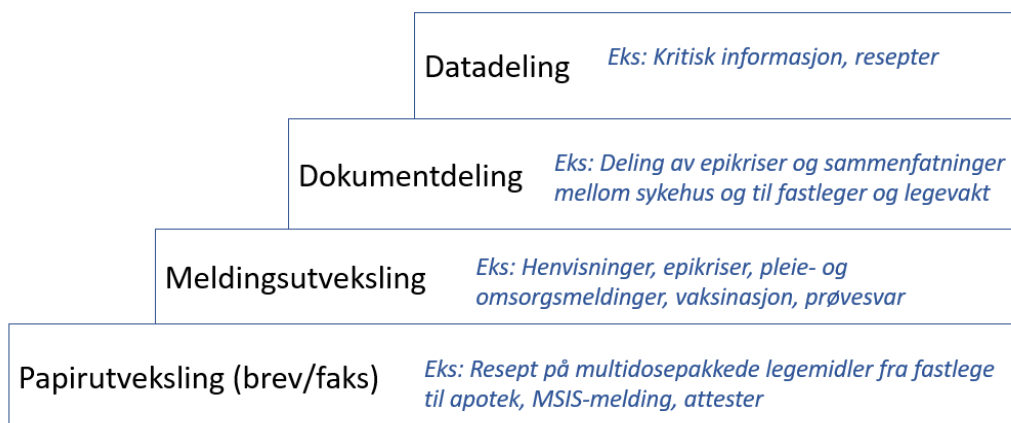 Datadeling
Eks: Kritisk informasjon, resepter
Dokumentdeling
Eks: Deling av epikriser og sammenfatninger
mellom sykehus og til fastleger og legevakt
Meldingsutveksling
Eks: Henvisninger, epikriser, pleie- og
omsorgsmeldinger, vaksinasjon, prøvesvar
Papirutveksling (brev/faks)
Eks: Resept på multidosepakkede legemidler fra fastlege
til apotek, MSIS-melding, attester